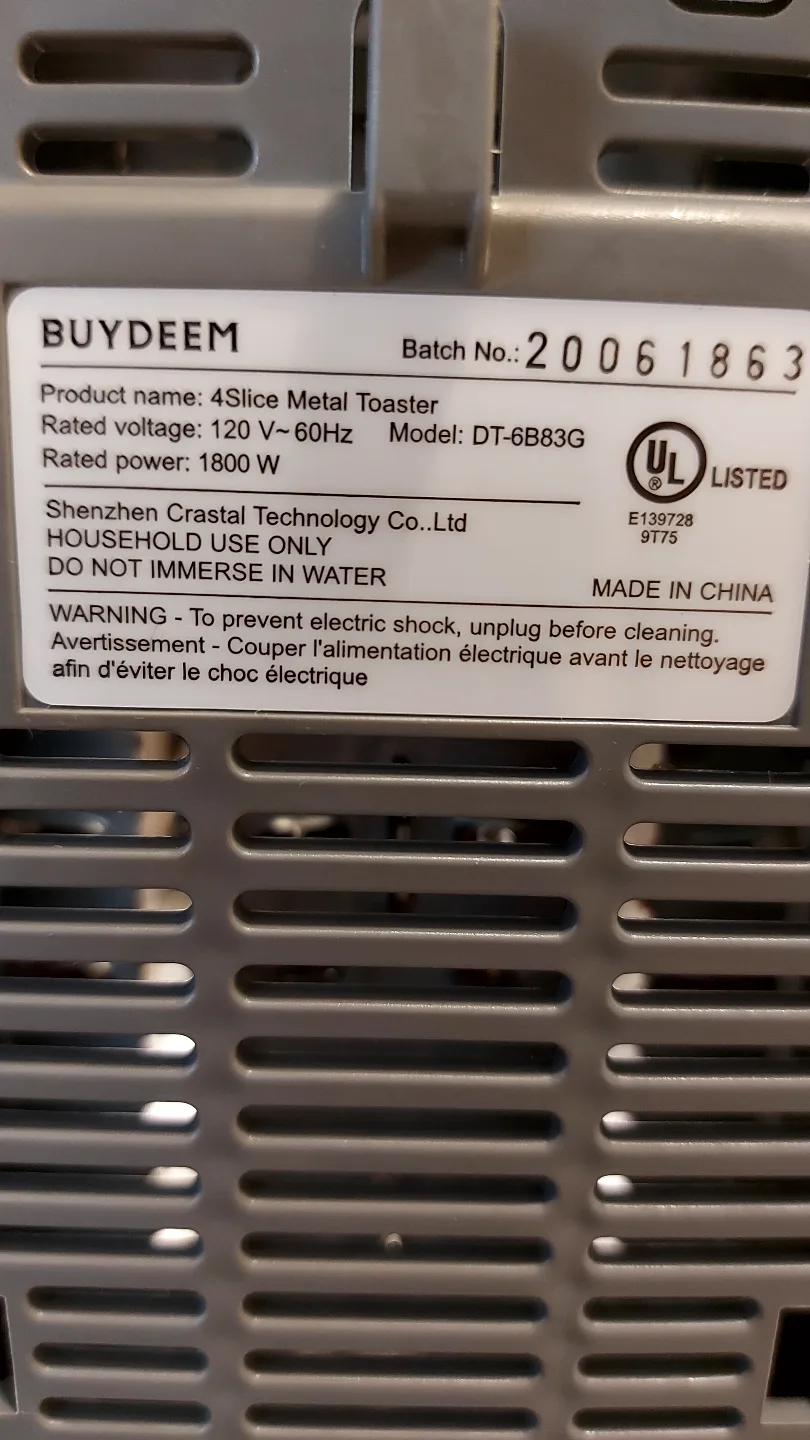 BUYDEEM
Batch No.: 20061863
Product name: 4Slice Metal Toaster
Rated voltage: 120 V~60Hz Model: DT-6B83G
Rated power: 1800 W
UL ® LISTED
E139728
9T75
Shenzhen Crastal Technology Co..Ltd
HOUSEHOLD USE ONLY
DO NOT IMMERSE IN WATER
MADE IN CHINA
WARNING - To prevent electric shock, unplug before cleaning.
Avertissement - Couper l'alimentation électrique avant le nettoyage
afin d'éviter le choc électrique